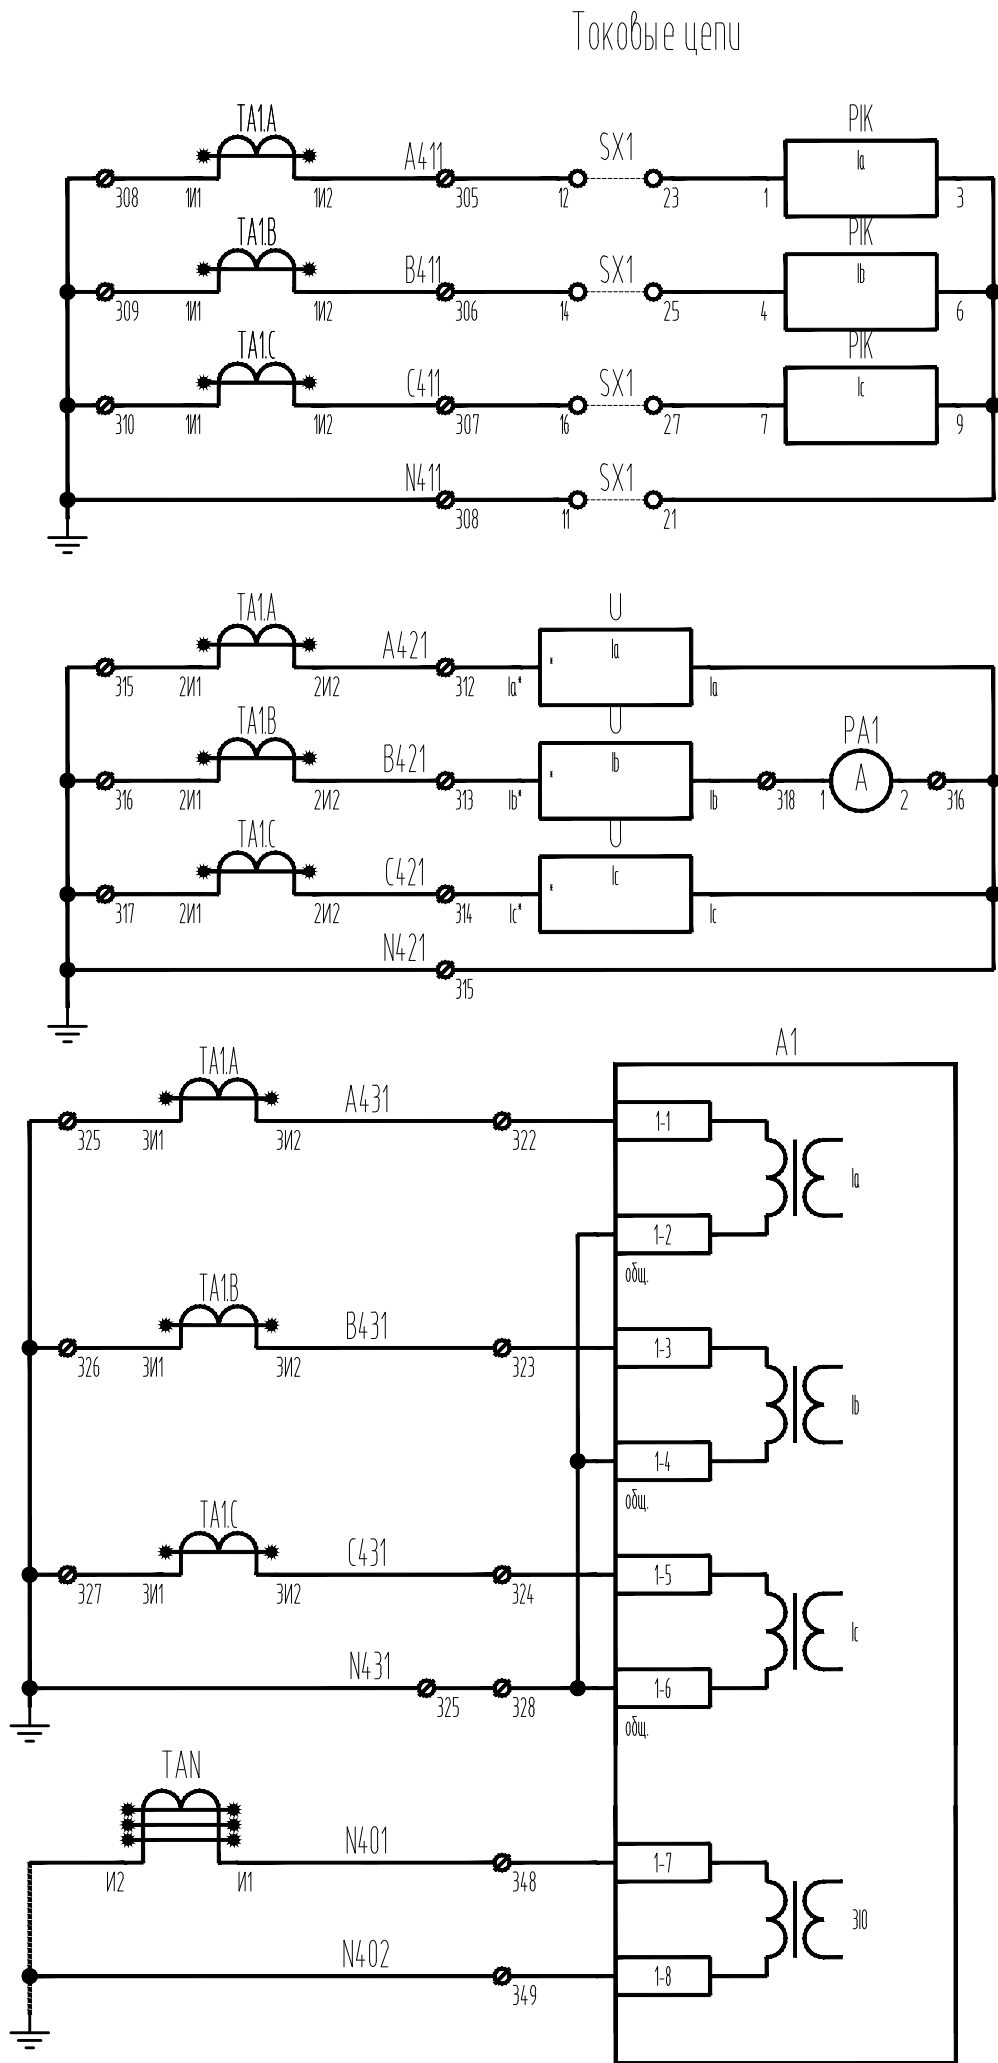 Токовые цепи
TA1.A A411 SX1 PIK
Ia
308 1И1 1И2 305 12 23 1 3
TA1.B B411 SX1 PIK
Ib
309 1И1 1И2 306 14 25 4 6
TA1.C C411 SX1 PIK
Ic
310 1И1 1И2 307 16 27 7 9
N411 SX1
308 11 21
TA1.A A421 U
Ia
*
315 2И1 2И2 312 Ia* Ia
TA1.B B421 U PA1
Ib
* A
316 2И1 2И2 313 Ib* Ib 318 1 2 316
TA1.C C421 U
Ic
*
317 2И1 2И2 314 Ic* Ic
N421
315
A1
TA1.A A431
1-1
325 3И1 3И2 322
Ia
1-2
общ.
TA1.B B431
1-3
326 3И1 3И2 323
Ib
1-4
общ.
TA1.C C431
1-5
327 3И1 3И2 324
Ic
N431
1-6
325 328
общ.
TAN
N401
1-7
И2 И1 348
3I0
N402
1-8
349